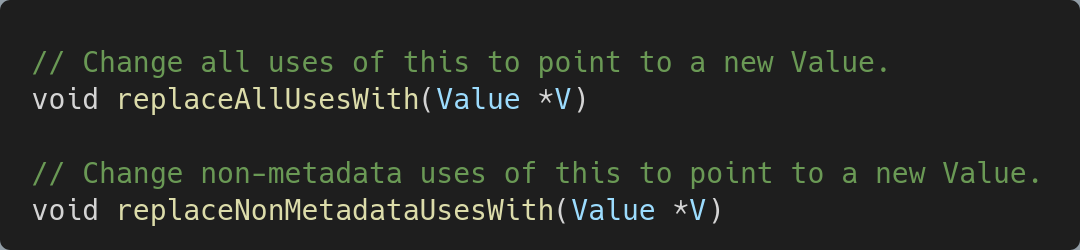 // Change all uses of this to point to a new Value.
void replaceAllUsesWith(Value *V)
// Change non-metadata uses of this to point to a new Value.
void replaceNonMetadataUsesWith(Value *V)